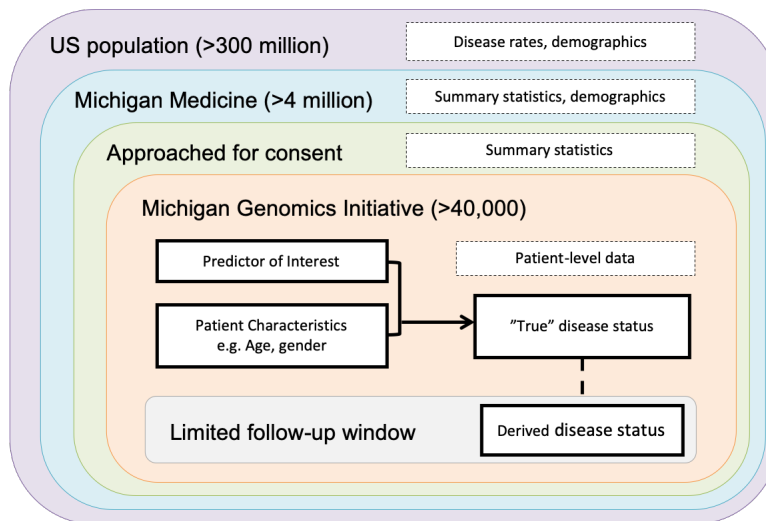 US population (>300 million)
Disease rates, demographics
Michigan Medicine (>4 million)
Summary statistics, demographics
Approached for consent
Summary statistics
Michigan Genomics Initiative (>40,000)
Predictor of Interest
Patient-level data
Patient Characteristics
e.g. Age, gender
”True” disease status
Limited follow-up window
Derived disease status